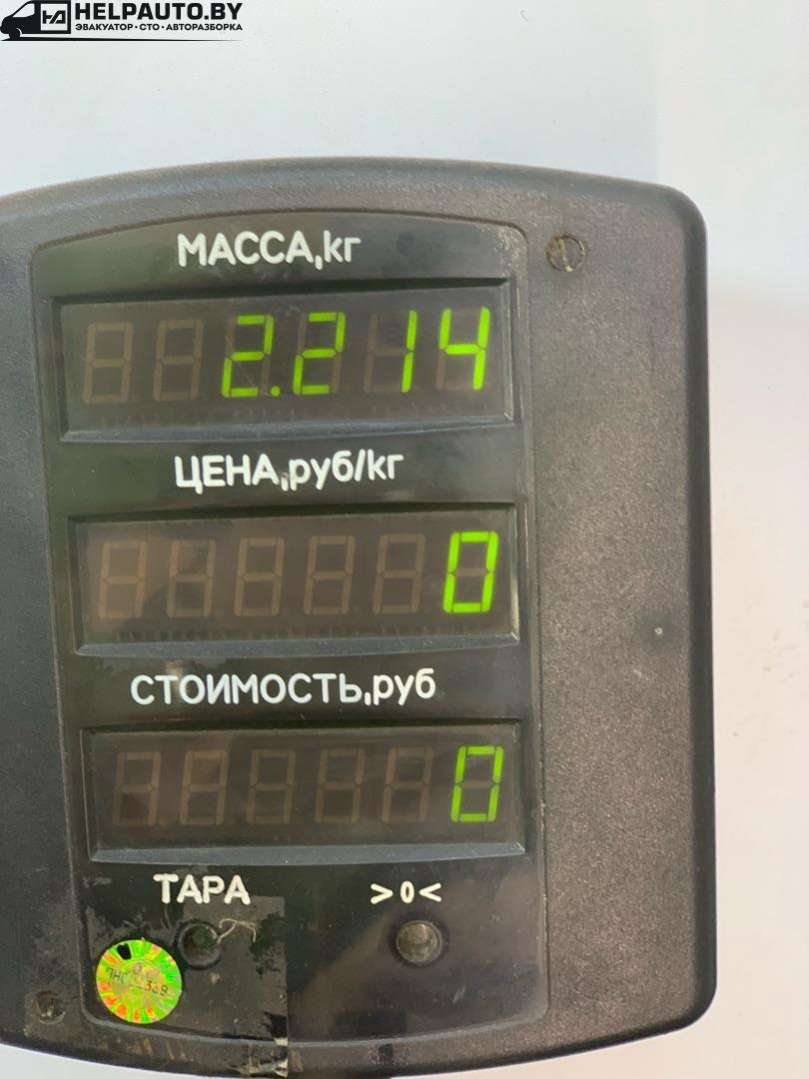 HELPAUTO.BY
ЭВАКУАТОР • СТО • АВТОРАЗБОРКА
МАССА,кг
2.214
ЦЕНА,руб/кг
0
СТОИМОСТЬ,руб
0
ТАРА >0<